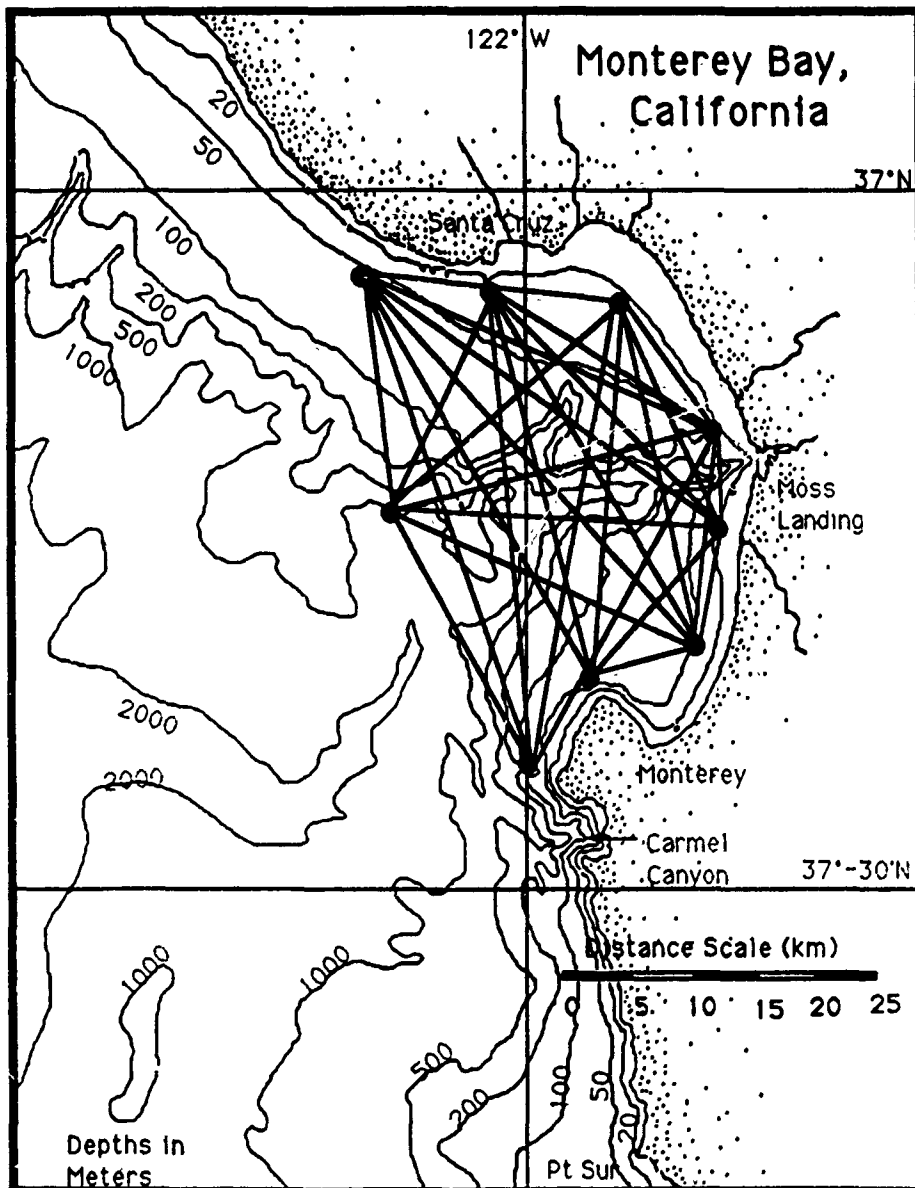 122° W
Monterey Bay,
California
20
50
37°N
Santa Cruz
100
200
500
1000
Moss
Landing
2000
2000
Monterey
Carmel
Canyon
37°-30'N
Distance Scale (km)
0 5 10 15 20 25
1000
1000
500
200
100
50
20
Depths in
Meters
Pt Sur